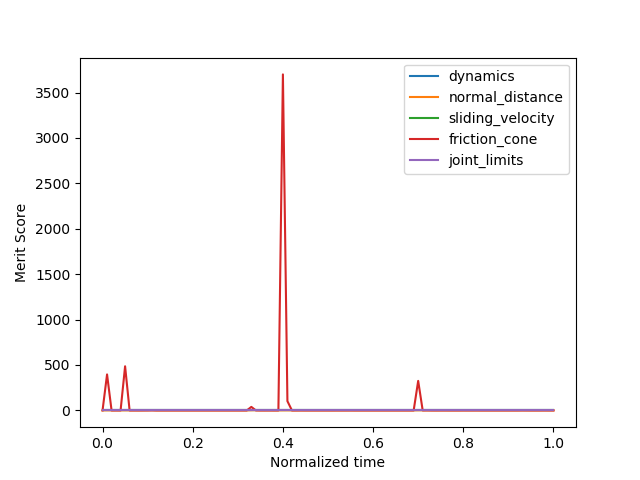 dynamics
normal_distance
sliding_velocity
friction_cone
joint_limits
3500
3000
2500
2000
1500
1000
500
0
Merit Score
0.0 0.2 0.4 0.6 0.8 1.0
Normalized time